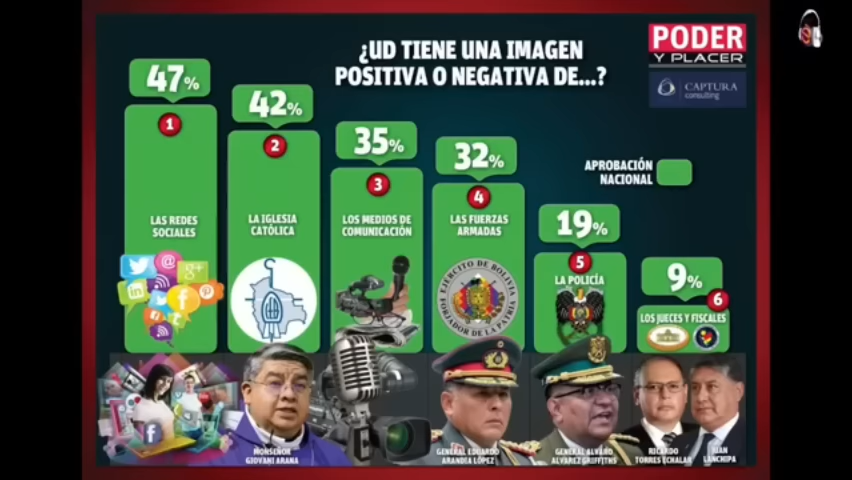 ¿UD TIENE UNA IMAGEN
POSITIVA O NEGATIVA DE...?
PODER
Y PLACER
CAPTURA
consulting
APROBACIÓN
NACIONAL
47%
1
LAS REDES
SOCIALES
42%
2
LA IGLESIA
CATÓLICA
35%
3
LOS MEDIOS DE
COMUNICACIÓN
32%
4
LAS FUERZAS
ARMADAS
EJERCITO DE BOLIVIA
FORJADOR DE LA PATRIA
19%
5
LA POLICÍA
9%
6
LOS JUECES Y FISCALES
MONSEÑOR
GIOVANI ARANA
GENERAL EDUARDO
ARANDIA LÓPEZ
GENERAL ALVARO
ALVAREZ GRIFFITHS
RICARDO
TORRES ECHALAR
JUAN
LANCHIPA